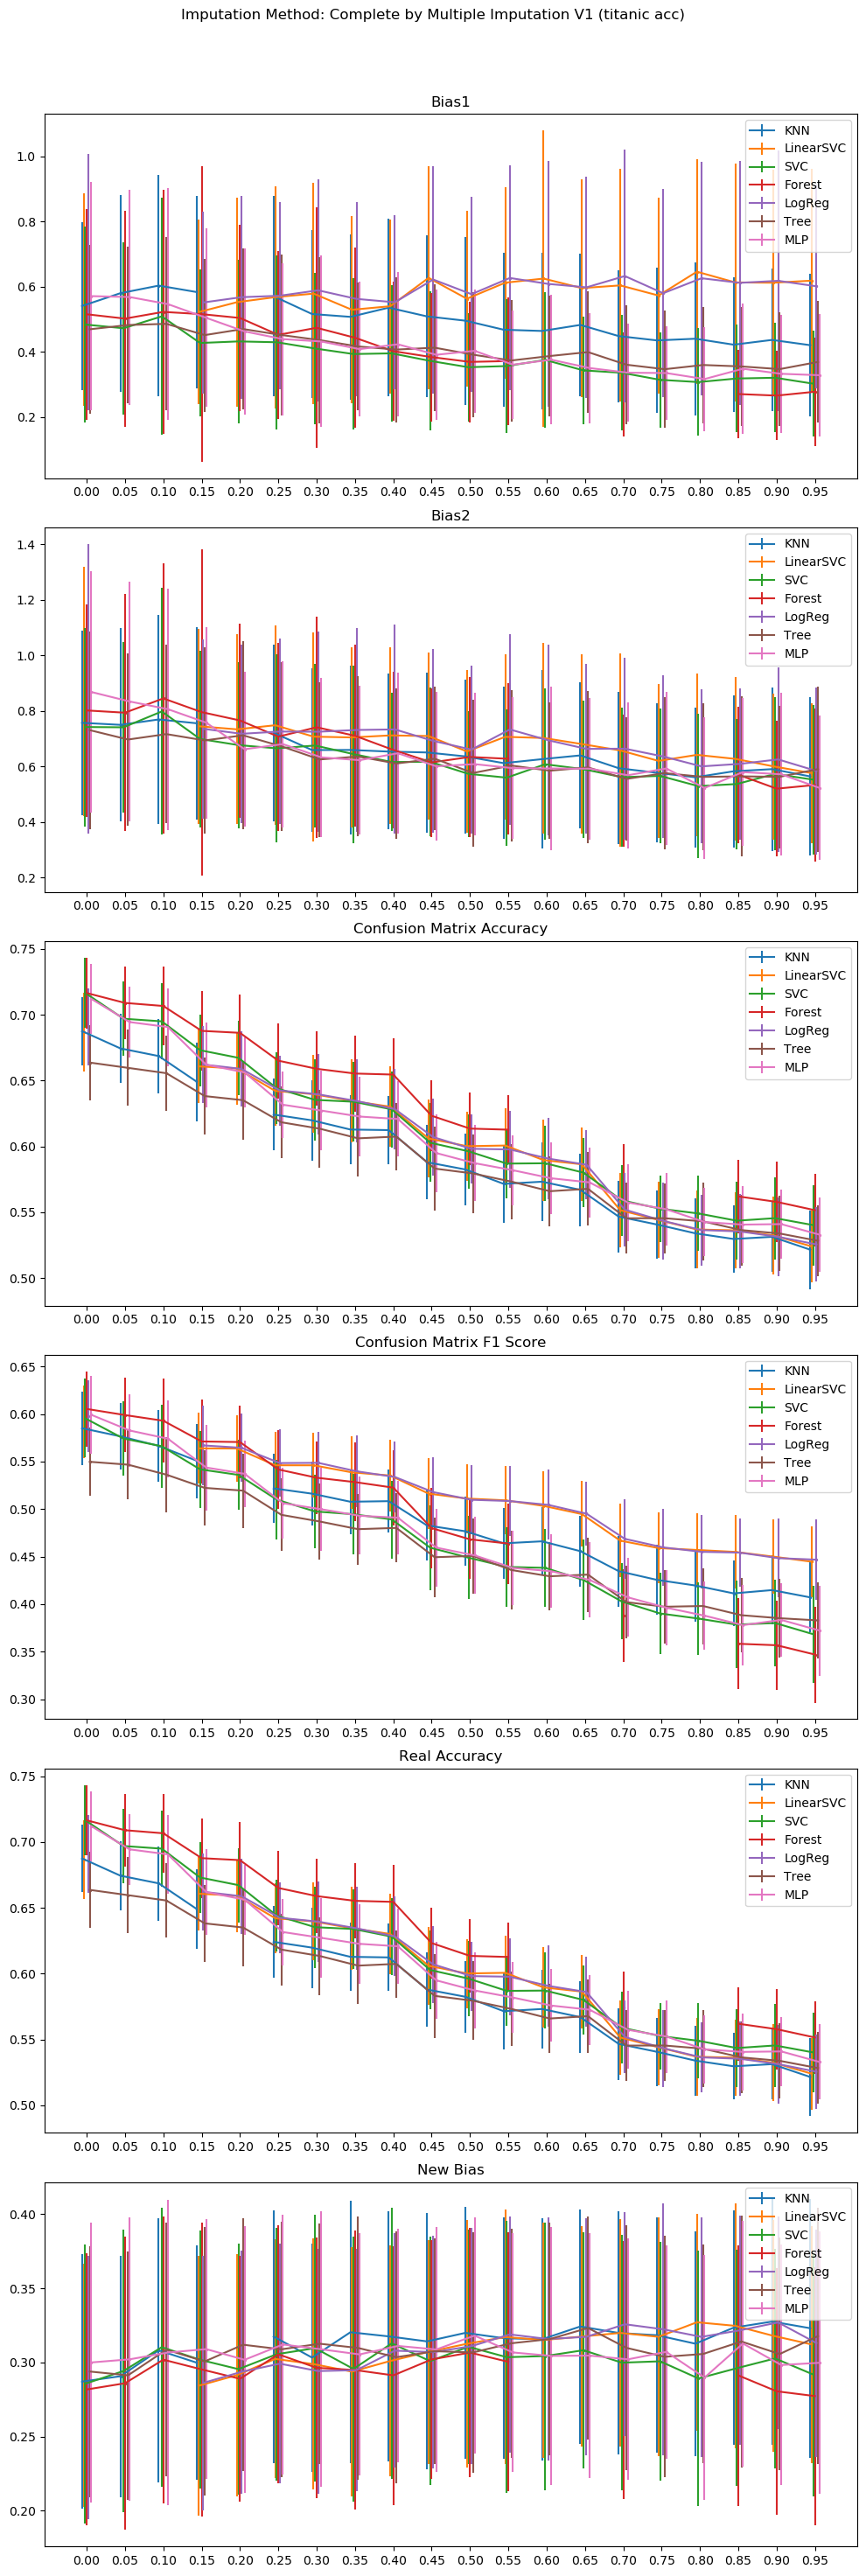 Imputation Method: Complete by Multiple Imputation V1 (titanic acc)
Bias1
1.0
0.8
0.6
0.4
0.2
KNN
LinearSVC
SVC
Forest
LogReg
Tree
MLP
0.00 0.05 0.10 0.15 0.20 0.25 0.30 0.35 0.40 0.45 0.50 0.55 0.60 0.65 0.70 0.75 0.80 0.85 0.90 0.95
Bias2
1.4
1.2
1.0
0.8
0.6
0.4
0.2
KNN
LinearSVC
SVC
Forest
LogReg
Tree
MLP
0.00 0.05 0.10 0.15 0.20 0.25 0.30 0.35 0.40 0.45 0.50 0.55 0.60 0.65 0.70 0.75 0.80 0.85 0.90 0.95
Confusion Matrix Accuracy
0.75
0.70
0.65
0.60
0.55
0.50
KNN
LinearSVC
SVC
Forest
LogReg
Tree
MLP
0.00 0.05 0.10 0.15 0.20 0.25 0.30 0.35 0.40 0.45 0.50 0.55 0.60 0.65 0.70 0.75 0.80 0.85 0.90 0.95
Confusion Matrix F1 Score
0.65
0.60
0.55
0.50
0.45
0.40
0.35
0.30
KNN
LinearSVC
SVC
Forest
LogReg
Tree
MLP
0.00 0.05 0.10 0.15 0.20 0.25 0.30 0.35 0.40 0.45 0.50 0.55 0.60 0.65 0.70 0.75 0.80 0.85 0.90 0.95
Real Accuracy
0.75
0.70
0.65
0.60
0.55
0.50
KNN
LinearSVC
SVC
Forest
LogReg
Tree
MLP
0.00 0.05 0.10 0.15 0.20 0.25 0.30 0.35 0.40 0.45 0.50 0.55 0.60 0.65 0.70 0.75 0.80 0.85 0.90 0.95
New Bias
0.40
0.35
0.30
0.25
0.20
KNN
LinearSVC
SVC
Forest
LogReg
Tree
MLP
0.00 0.05 0.10 0.15 0.20 0.25 0.30 0.35 0.40 0.45 0.50 0.55 0.60 0.65 0.70 0.75 0.80 0.85 0.90 0.95